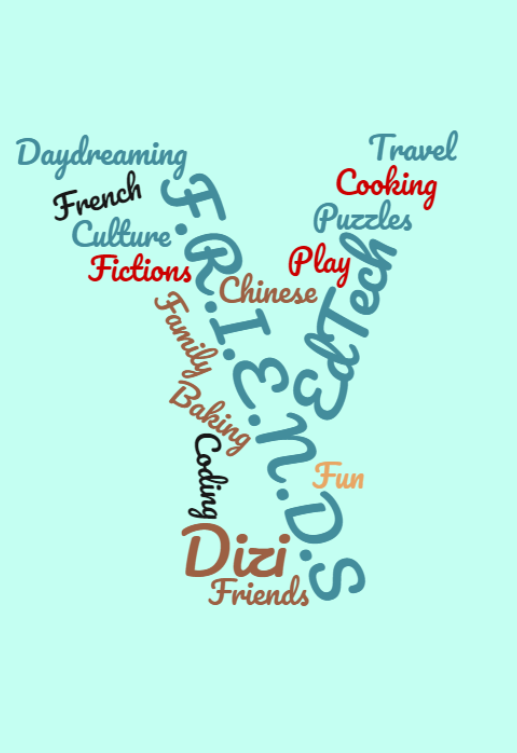 Daydreaming
Travel
French
Cooking
Culture
Puzzles
Fictions
Play
Chinese
F.R.I.E.N.D.S
EdTech
Family
Baking
Coding
Fun
Dizi
Friends